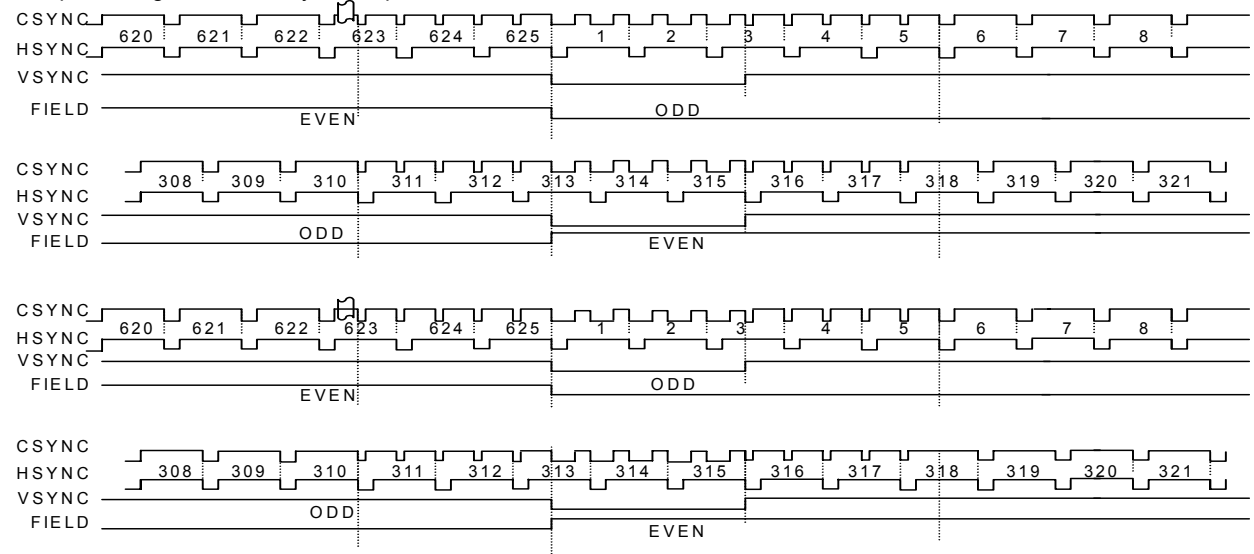 CSYNC
620 621 622 623 624 625 1 2 3 4 5 6 7 8
HSYNC
VSYNC
FIELD
EVEN
ODD
CSYNC
308 309 310 311 312 313 314 315 316 317 318 319 320 321
HSYNC
VSYNC
FIELD
ODD
EVEN
CSYNC
620 621 622 623 624 625 1 2 3 4 5 6 7 8
HSYNC
VSYNC
FIELD
EVEN
ODD
CSYNC
308 309 310 311 312 313 314 315 316 317 318 319 320 321
HSYNC
VSYNC
ODD
FIELD
EVEN